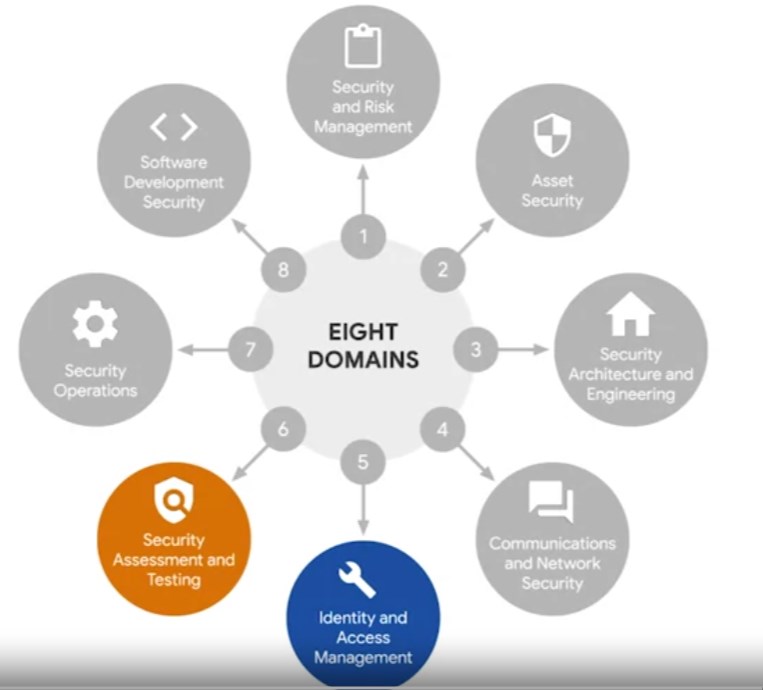 Security
and Risk
Management
Software
Development
Security
Asset
Security
1
8
2
EIGHT
DOMAINS
7
3
Security
Operations
Security
Architecture and
Engineering
6
4
5
Security
Assessment and
Testing
Communications
and Network
Security
Identity and
Access
Management